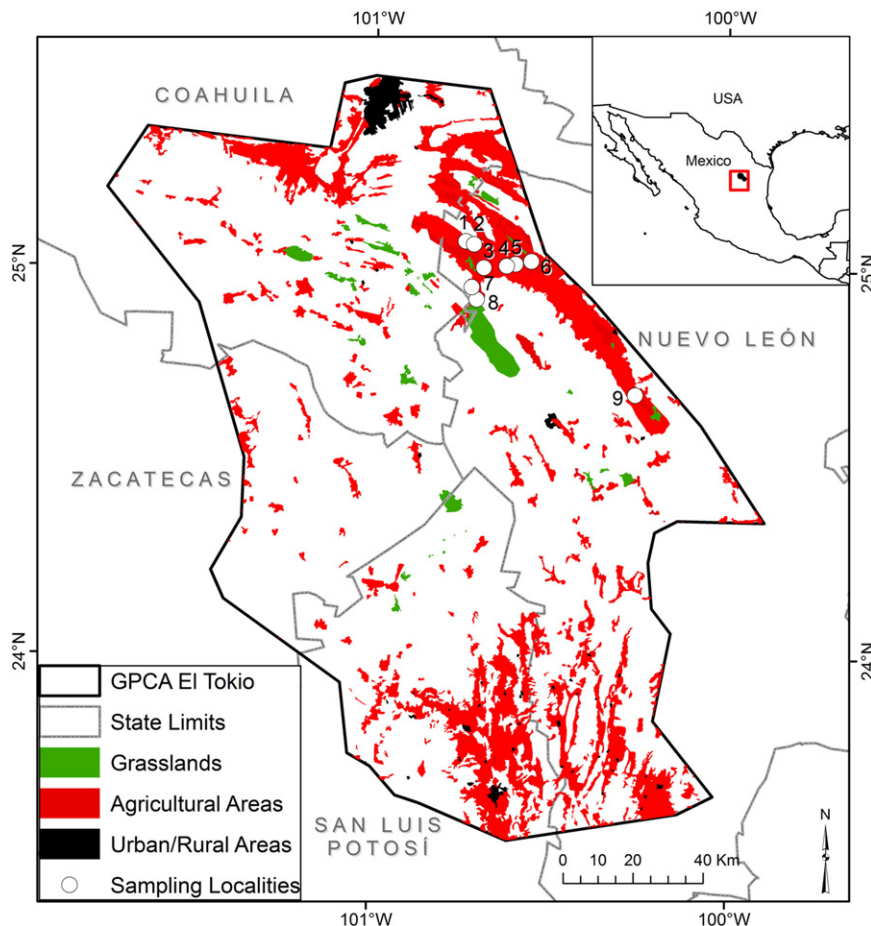 101°W
100°W
COAHUILA
USA
Mexico
1
2
3
4
5
6
25°N
25°N
7
8
NUEVO LEÓN
9
ZACATECAS
24°N
24°N
GPCA El Tokio
State Limits
Grasslands
Agricultural Areas
Urban/Rural Areas
Sampling Localities
SAN LUIS
POTOSÍ
N
0 10 20 40 Km
101°W
100°W